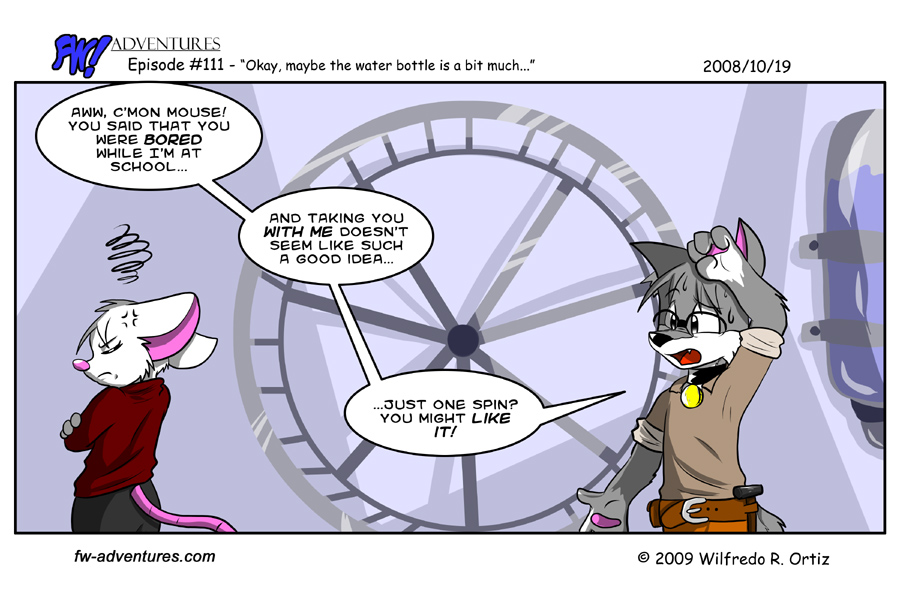 FW! ADVENTURES
Episode #111 - "Okay, maybe the water bottle is a bit much..."
2008/10/19
AWW, C'MON MOUSE!
YOU SAID THAT YOU
WERE BORED
WHILE I'M AT
SCHOOL...
AND TAKING YOU
WITH ME DOESN'T
SEEM LIKE SUCH
A GOOD IDEA...
...JUST ONE SPIN?
YOU MIGHT LIKE
IT!
fw-adventures.com
© 2009 Wilfredo R. Ortiz